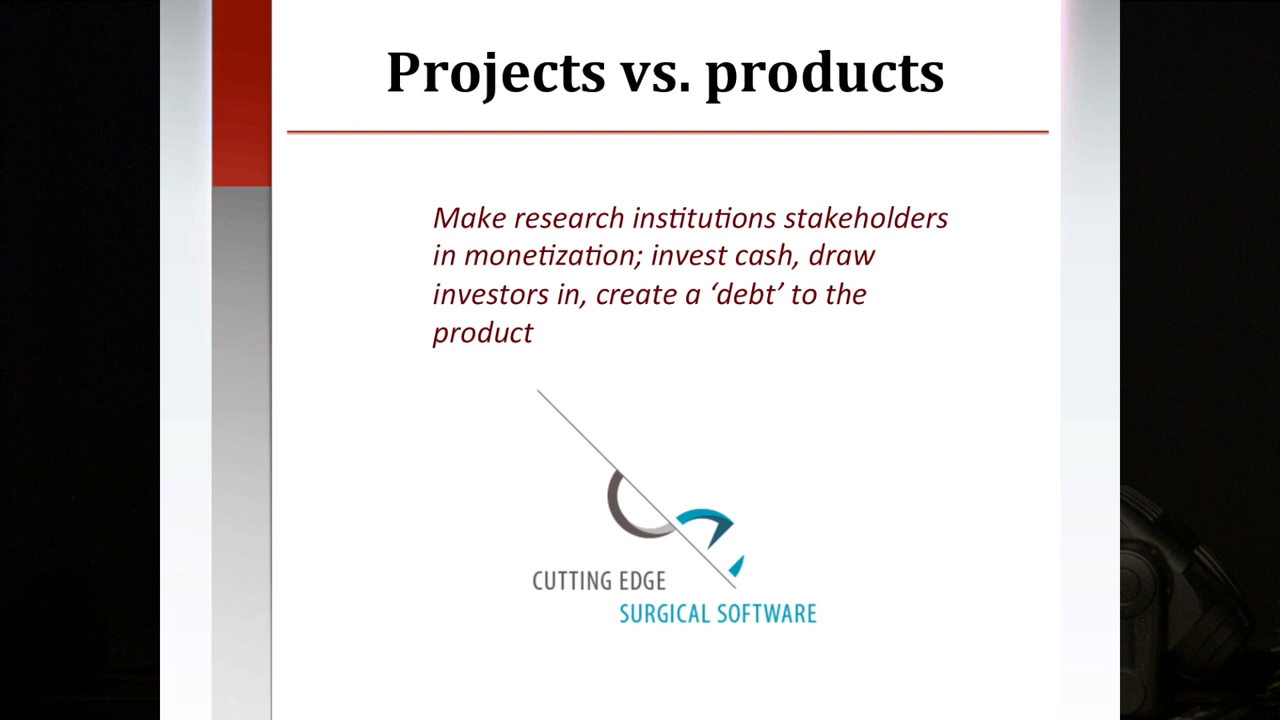 Projects vs. products
Make research institutions stakeholders
in monetization; invest cash, draw
investors in, create a ‘debt’ to the
product
CUTTING EDGE
SURGICAL SOFTWARE